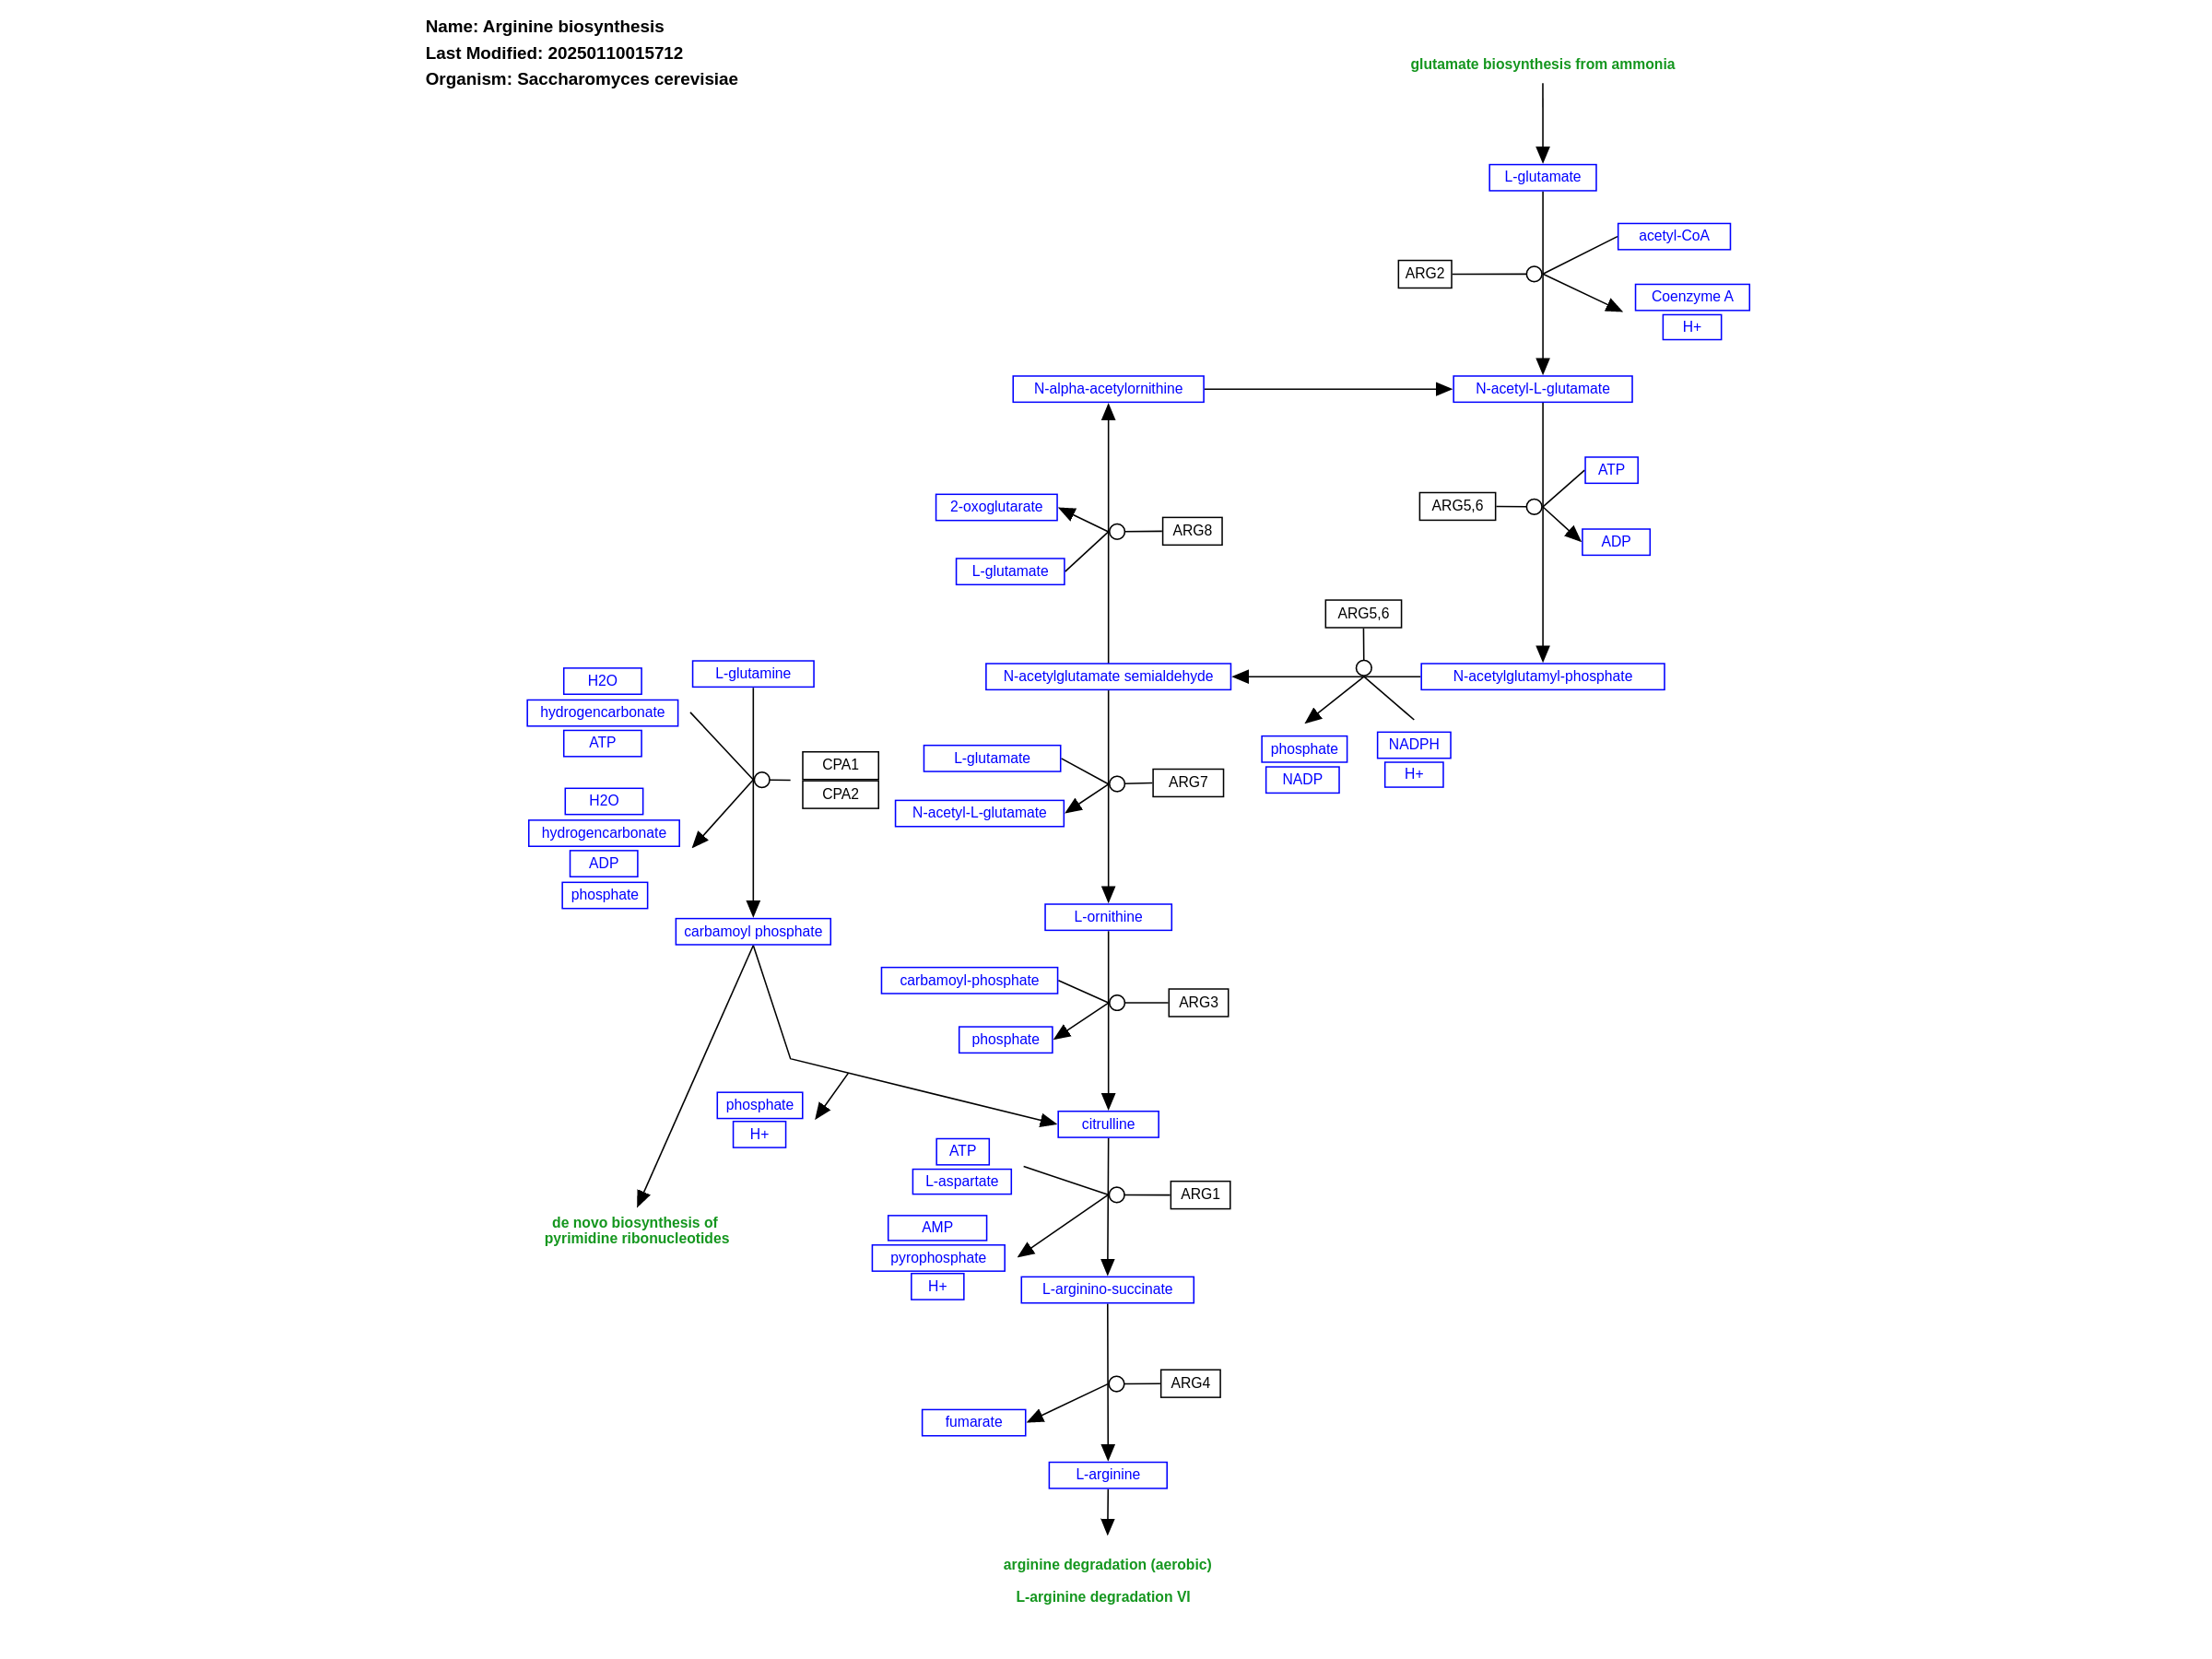 Name: Arginine biosynthesis
Last Modified: 20250110015712
Organism: Saccharomyces cerevisiae
glutamate biosynthesis from ammonia
L-glutamate
acetyl-CoA
ARG2
Coenzyme A
H+
N-alpha-acetylornithine
N-acetyl-L-glutamate
ATP
2-oxoglutarate
ARG5,6
ARG8
ADP
L-glutamate
ARG5,6
L-glutamine
H2O
N-acetylglutamate semialdehyde
N-acetylglutamyl-phosphate
hydrogencarbonate
ATP
phosphate
NADPH
L-glutamate
CPA1
NADP
H+
ARG7
CPA2
H2O
N-acetyl-L-glutamate
hydrogencarbonate
ADP
phosphate
L-ornithine
carbamoyl phosphate
carbamoyl-phosphate
ARG3
phosphate
phosphate
H+
citrulline
ATP
L-aspartate
ARG1
de novo biosynthesis of
pyrimidine ribonucleotides
AMP
pyrophosphate
H+
L-arginino-succinate
ARG4
fumarate
L-arginine
arginine degradation (aerobic)
L-arginine degradation VI